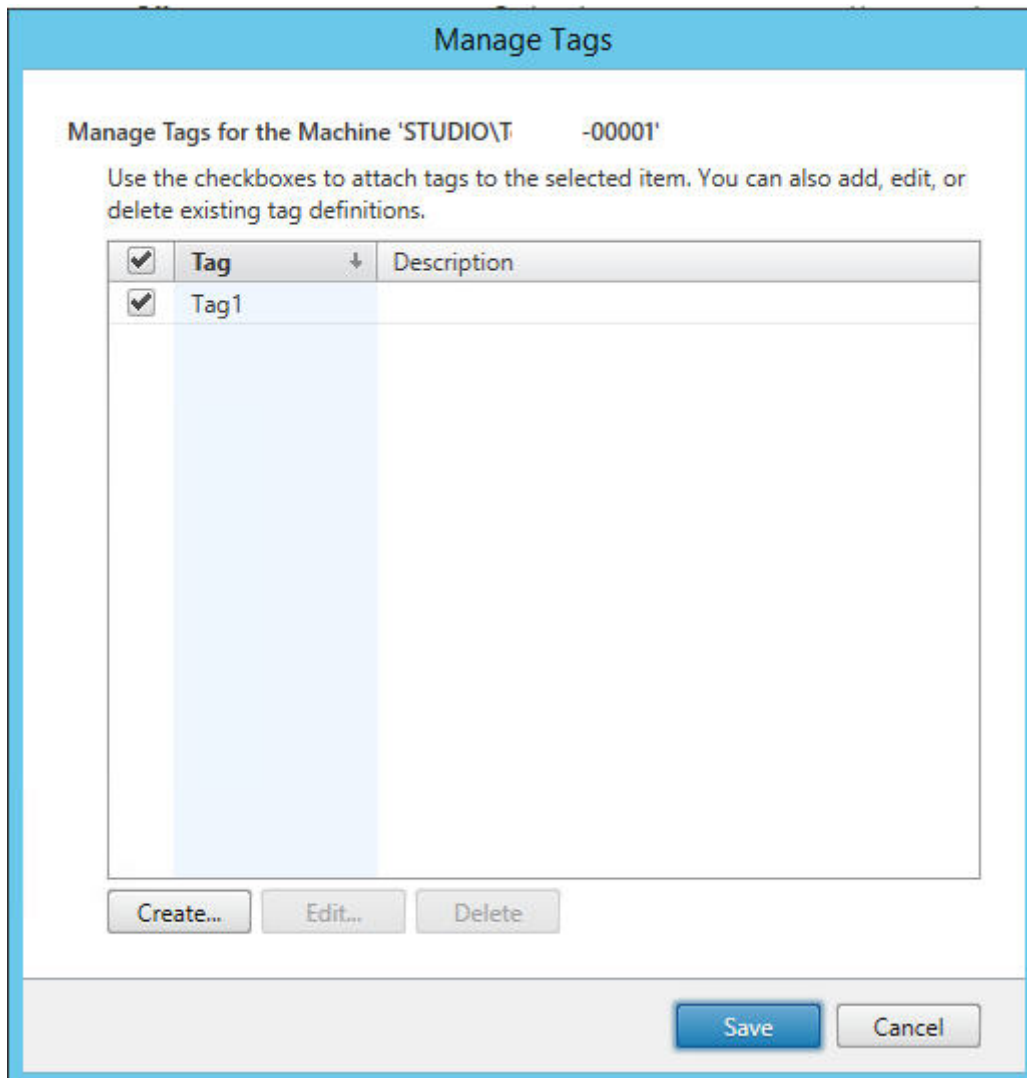 Manage Tags
Manage Tags for the Machine 'STUDIO\T -00001'
Use the checkboxes to attach tags to the selected item. You can also add, edit, or
delete existing tag definitions.
Tag Description
Tag1
Create... Edit... Delete
Save Cancel